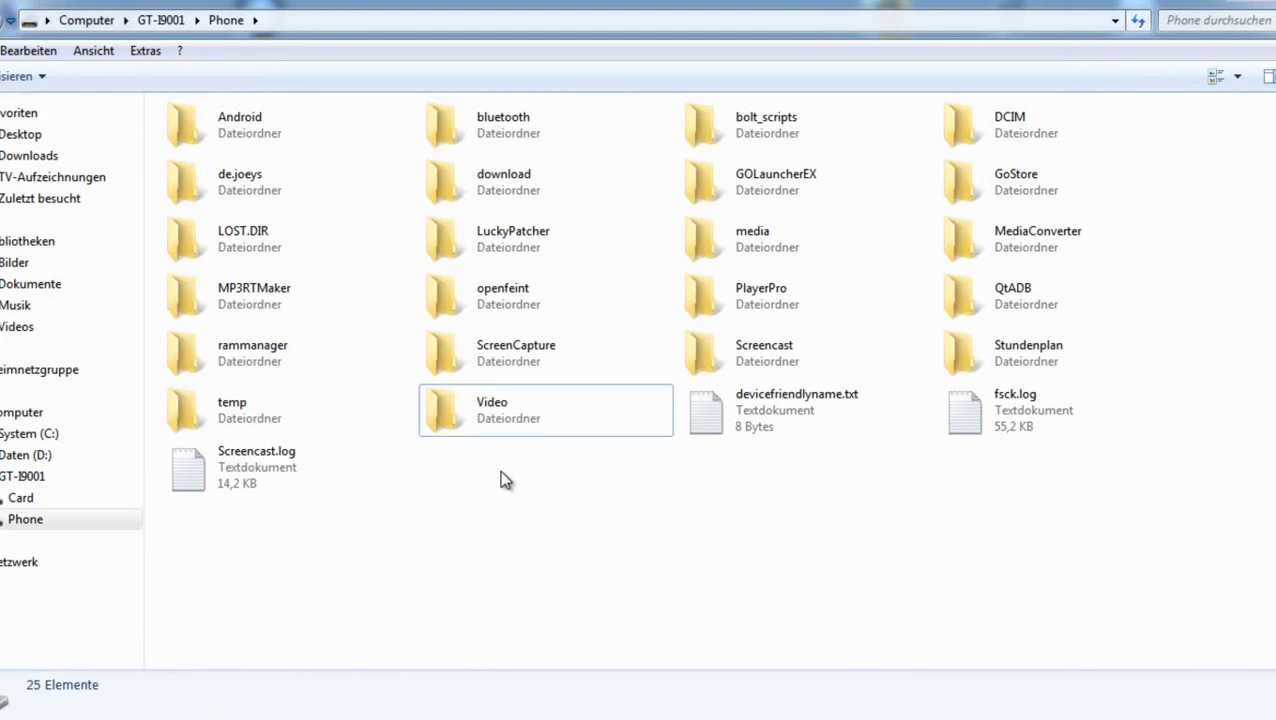 Computer GT-I9001 Phone Phone durchsuchen
Bearbeiten Ansicht Extras ?
isieren
voriten
Desktop
Downloads
TV-Aufzeichnungen
Zuletzt besucht
bliotheken
Bilder
Dokumente
Musik
Videos
eimnetzgruppe
omputer
System (C:)
Daten (D:)
GT-I9001
Card
Phone
etzwerk
Android
Dateiordner
bluetooth
Dateiordner
bolt_scripts
Dateiordner
DCIM
Dateiordner
de.joeys
Dateiordner
download
Dateiordner
GOLauncherEX
Dateiordner
GoStore
Dateiordner
LOST.DIR
Dateiordner
LuckyPatcher
Dateiordner
media
Dateiordner
MediaConverter
Dateiordner
MP3RTMaker
Dateiordner
openfeint
Dateiordner
PlayerPro
Dateiordner
QtADB
Dateiordner
rammanager
Dateiordner
ScreenCapture
Dateiordner
Screencast
Dateiordner
Stundenplan
Dateiordner
temp
Dateiordner
Video
Dateiordner
devicefriendlyname.txt
Textdokument
8 Bytes
fsck.log
Textdokument
55,2 KB
Screencast.log
Textdokument
14,2 KB
25 Elemente